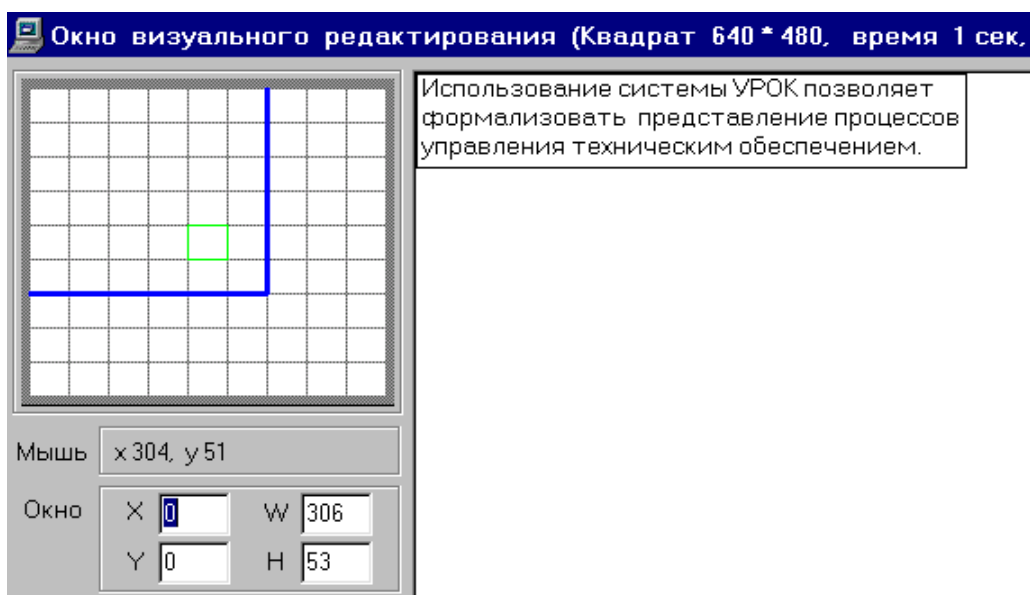 Окно визуального редактирования (Квадрат 640 * 480, время 1 сек,
Использование системы УРОК позволяет
формализовать представление процессов
управления техническим обеспечением.
Мышь x 304, y 51
Окно X 0 W 306
Y 0 H 53